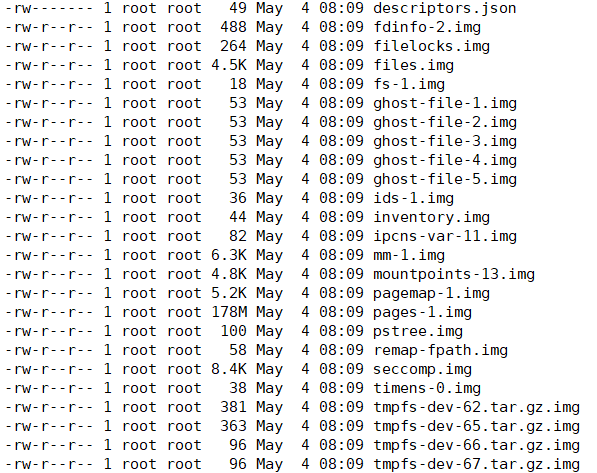 -rw------- 1 root root   49 May  4 08:09 descriptors.json
-rw-r--r-- 1 root root  488 May  4 08:09 fdinfo-2.img
-rw-r--r-- 1 root root  264 May  4 08:09 filelocks.img
-rw-r--r-- 1 root root 4.5K May  4 08:09 files.img
-rw-r--r-- 1 root root   18 May  4 08:09 fs-1.img
-rw-r--r-- 1 root root   53 May  4 08:09 ghost-file-1.img
-rw-r--r-- 1 root root   53 May  4 08:09 ghost-file-2.img
-rw-r--r-- 1 root root   53 May  4 08:09 ghost-file-3.img
-rw-r--r-- 1 root root   53 May  4 08:09 ghost-file-4.img
-rw-r--r-- 1 root root   53 May  4 08:09 ghost-file-5.img
-rw-r--r-- 1 root root   36 May  4 08:09 ids-1.img
-rw-r--r-- 1 root root   44 May  4 08:09 inventory.img
-rw-r--r-- 1 root root   82 May  4 08:09 ipcns-var-11.img
-rw-r--r-- 1 root root 6.3K May  4 08:09 mm-1.img
-rw-r--r-- 1 root root 4.8K May  4 08:09 mountpoints-13.img
-rw-r--r-- 1 root root 5.2K May  4 08:09 pagemap-1.img
-rw-r--r-- 1 root root 178M May  4 08:09 pages-1.img
-rw-r--r-- 1 root root  100 May  4 08:09 pstree.img
-rw-r--r-- 1 root root   58 May  4 08:09 remap-fpath.img
-rw-r--r-- 1 root root 8.4K May  4 08:09 seccomp.img
-rw-r--r-- 1 root root   38 May  4 08:09 timens-0.img
-rw-r--r-- 1 root root  381 May  4 08:09 tmpfs-dev-62.tar.gz.img
-rw-r--r-- 1 root root  363 May  4 08:09 tmpfs-dev-65.tar.gz.img
-rw-r--r-- 1 root root   96 May  4 08:09 tmpfs-dev-66.tar.gz.img
-rw-r--r-- 1 root root   96 May  4 08:09 tmpfs-dev-67.tar.gz.img